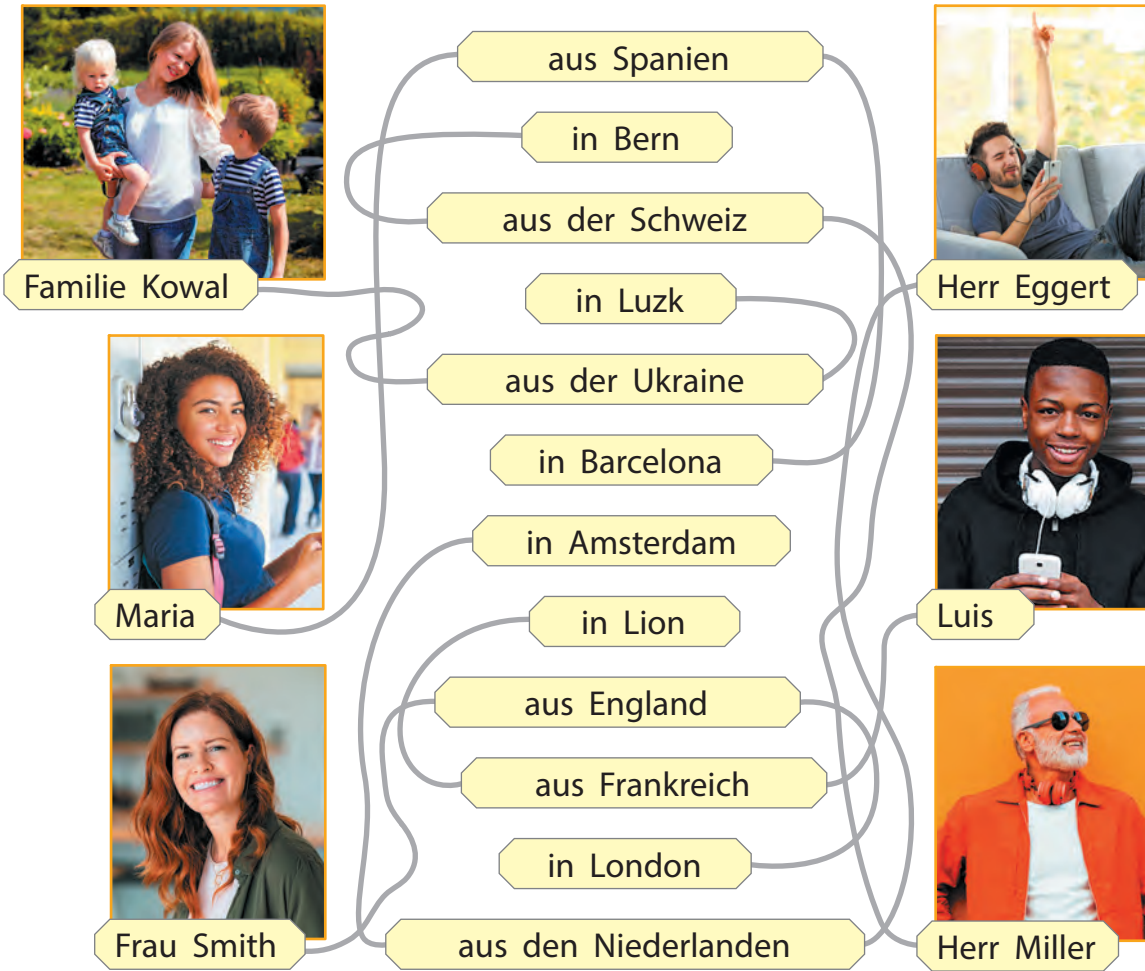 aus Spanien
in Bern
aus der Schweiz
Familie Kowal
in Luzk
Herr Eggert
aus der Ukraine
in Barcelona
in Amsterdam
Maria
in Lion
Luis
aus England
aus Frankreich
in London
Frau Smith
aus den Niederlanden
Herr Miller